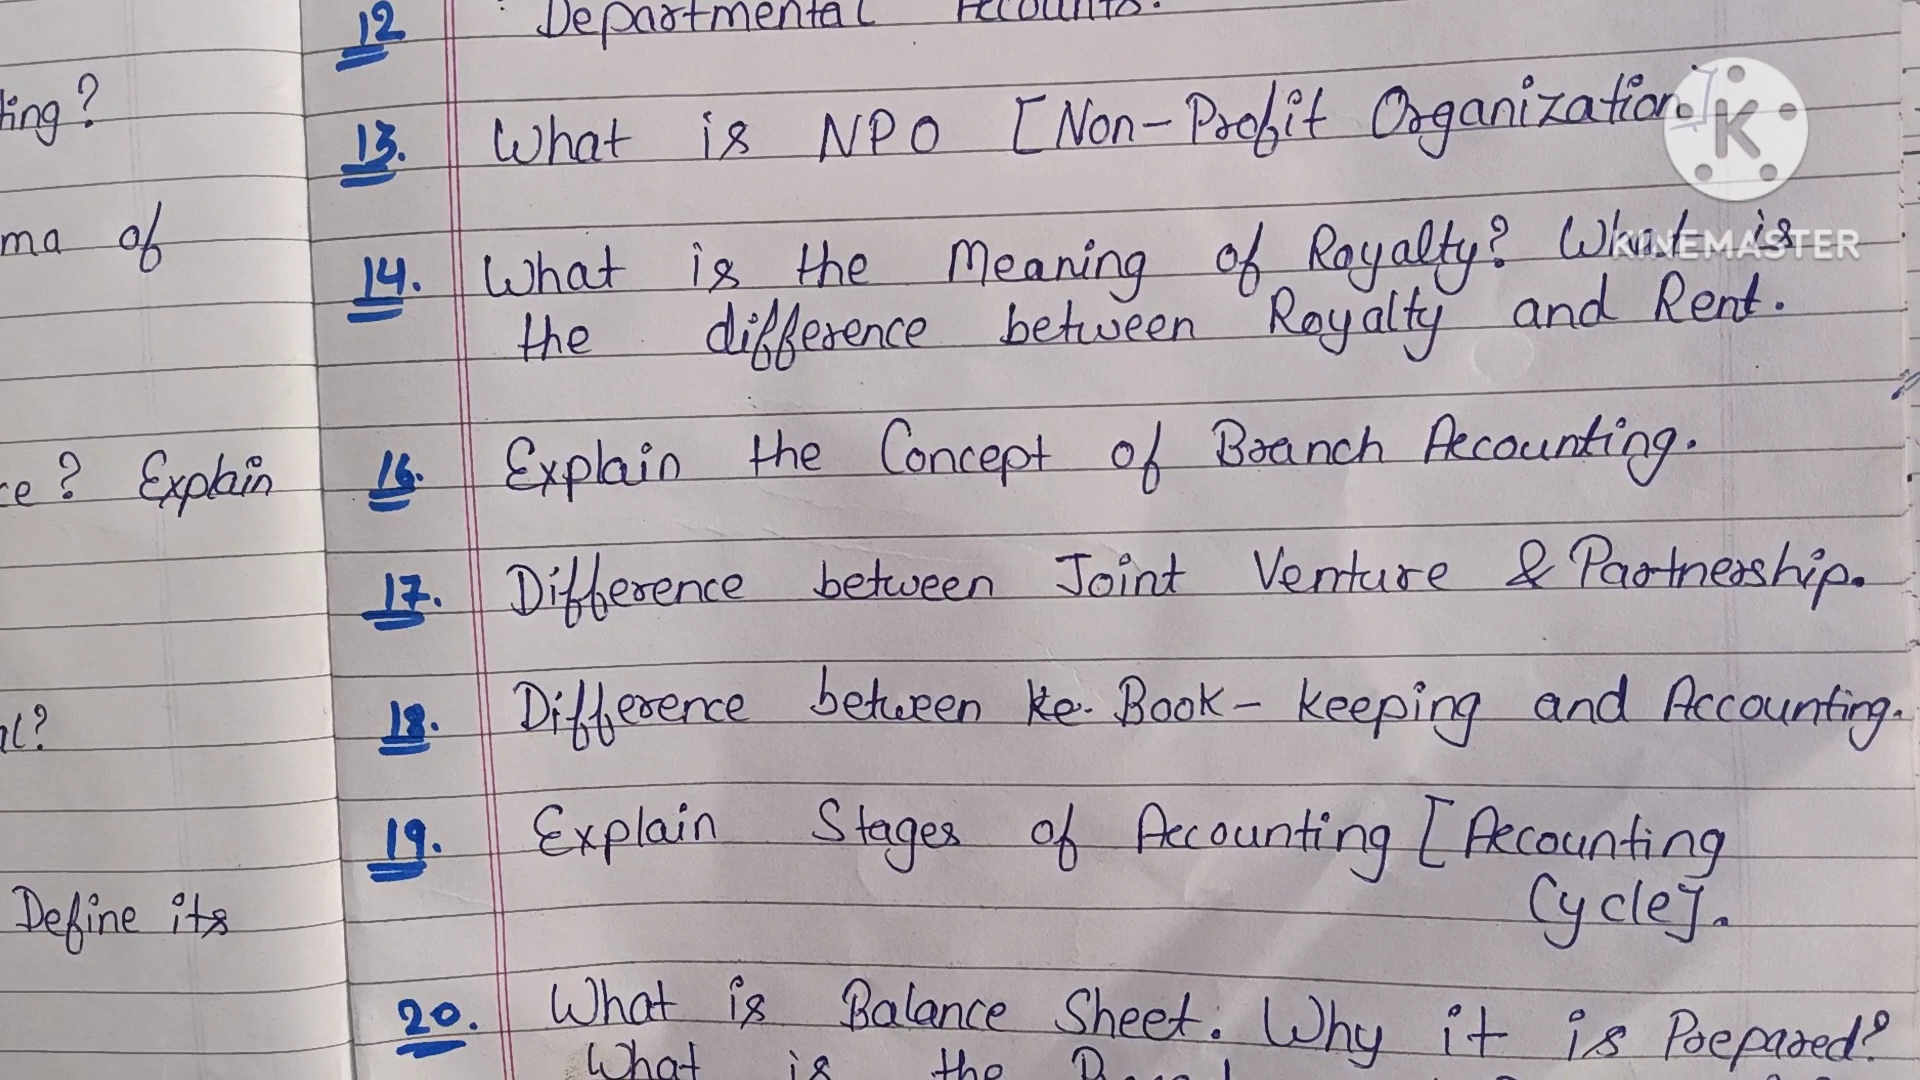 ting?
ma of
ce? Explain
Define its
12 Departmental Accounts.
13. What is NPO [Non-Profit Organization]
14. What is the Meaning of Royalty? What is
the difference between Royalty and Rent.
16. Explain the Concept of Branch Accounting.
17. Difference between Joint Venture & Partnership.
18. Difference between Ke. Book-keeping and Accounting.
19. Explain Stages of Accounting [Accounting
Cycle].
20. What is Balance Sheet. Why it is Prepared?
What is the
K
KINEMASTER